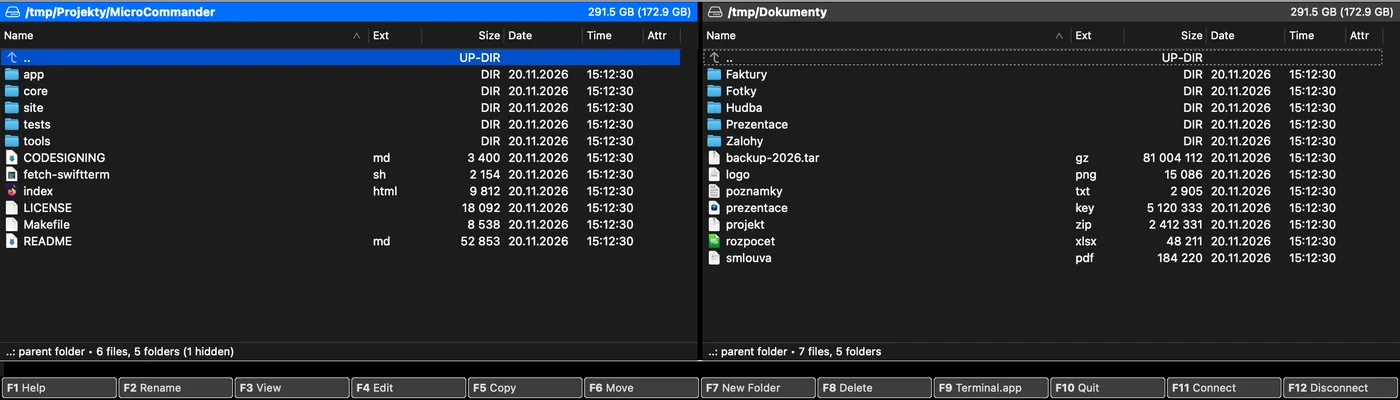 /tmp/Projekty/MicroCommander 291.5 GB (172.9 GB)
Name Ext Size Date Time Attr
.. UP-DIR
app DIR 20.11.2026 15:12:30
core DIR 20.11.2026 15:12:30
site DIR 20.11.2026 15:12:30
tests DIR 20.11.2026 15:12:30
tools DIR 20.11.2026 15:12:30
CODESIGNING md 3 400 20.11.2026 15:12:30
fetch-swiftterm sh 2 154 20.11.2026 15:12:30
index html 9 812 20.11.2026 15:12:30
LICENSE 18 092 20.11.2026 15:12:30
Makefile 8 538 20.11.2026 15:12:30
README md 52 853 20.11.2026 15:12:30
..: parent folder • 6 files, 5 folders (1 hidden)
/tmp/Dokumenty 291.5 GB (172.9 GB)
Name Ext Size Date Time Attr
.. UP-DIR
Faktury DIR 20.11.2026 15:12:30
Fotky DIR 20.11.2026 15:12:30
Hudba DIR 20.11.2026 15:12:30
Prezentace DIR 20.11.2026 15:12:30
Zalohy DIR 20.11.2026 15:12:30
backup-2026.tar gz 81 004 112 20.11.2026 15:12:30
logo png 15 086 20.11.2026 15:12:30
poznamky txt 2 905 20.11.2026 15:12:30
prezentace key 5 120 333 20.11.2026 15:12:30
projekt zip 2 412 331 20.11.2026 15:12:30
rozpocet xlsx 48 211 20.11.2026 15:12:30
smlouva pdf 184 220 20.11.2026 15:12:30
..: parent folder • 7 files, 5 folders
F1 Help F2 Rename F3 View F4 Edit F5 Copy F6 Move F7 New Folder F8 Delete F9 Terminal.app F10 Quit F11 Connect F12 Disconnect